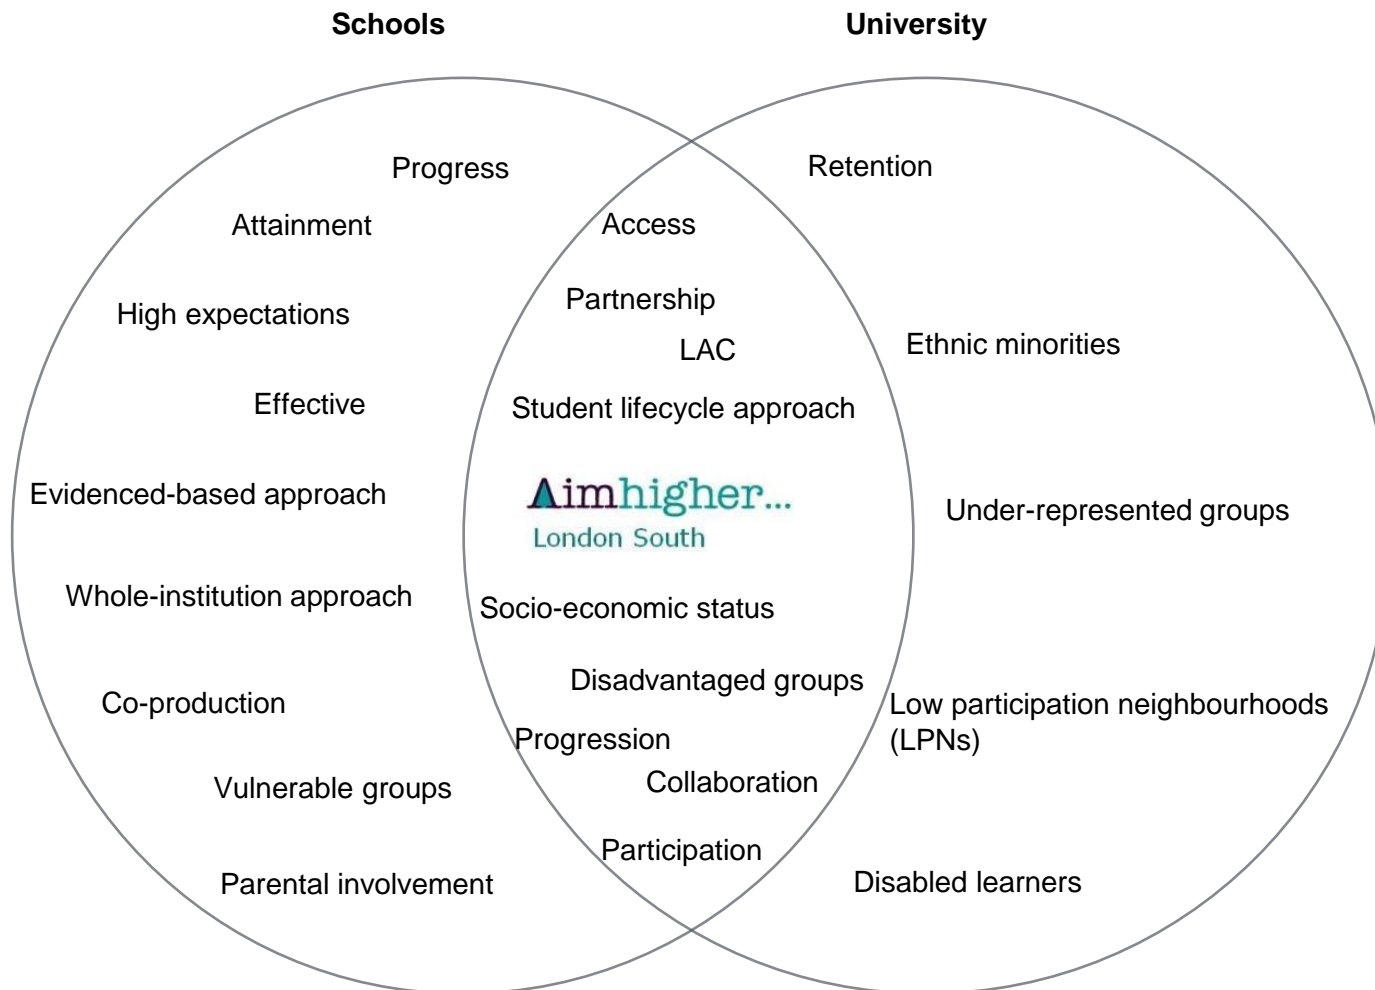 Schools
University
Progress
Retention
Attainment
Access
Partnership
High expectations
LAC
Ethnic minorities
Effective
Student lifecycle approach
Aimhigher...
London South
Evidenced-based approach
Under-represented groups
Whole-institution approach
Socio-economic status
Disadvantaged groups
Co-production
Low participation neighbourhoods
(LPNs)
Progression
Vulnerable groups
Collaboration
Participation
Parental involvement
Disabled learners